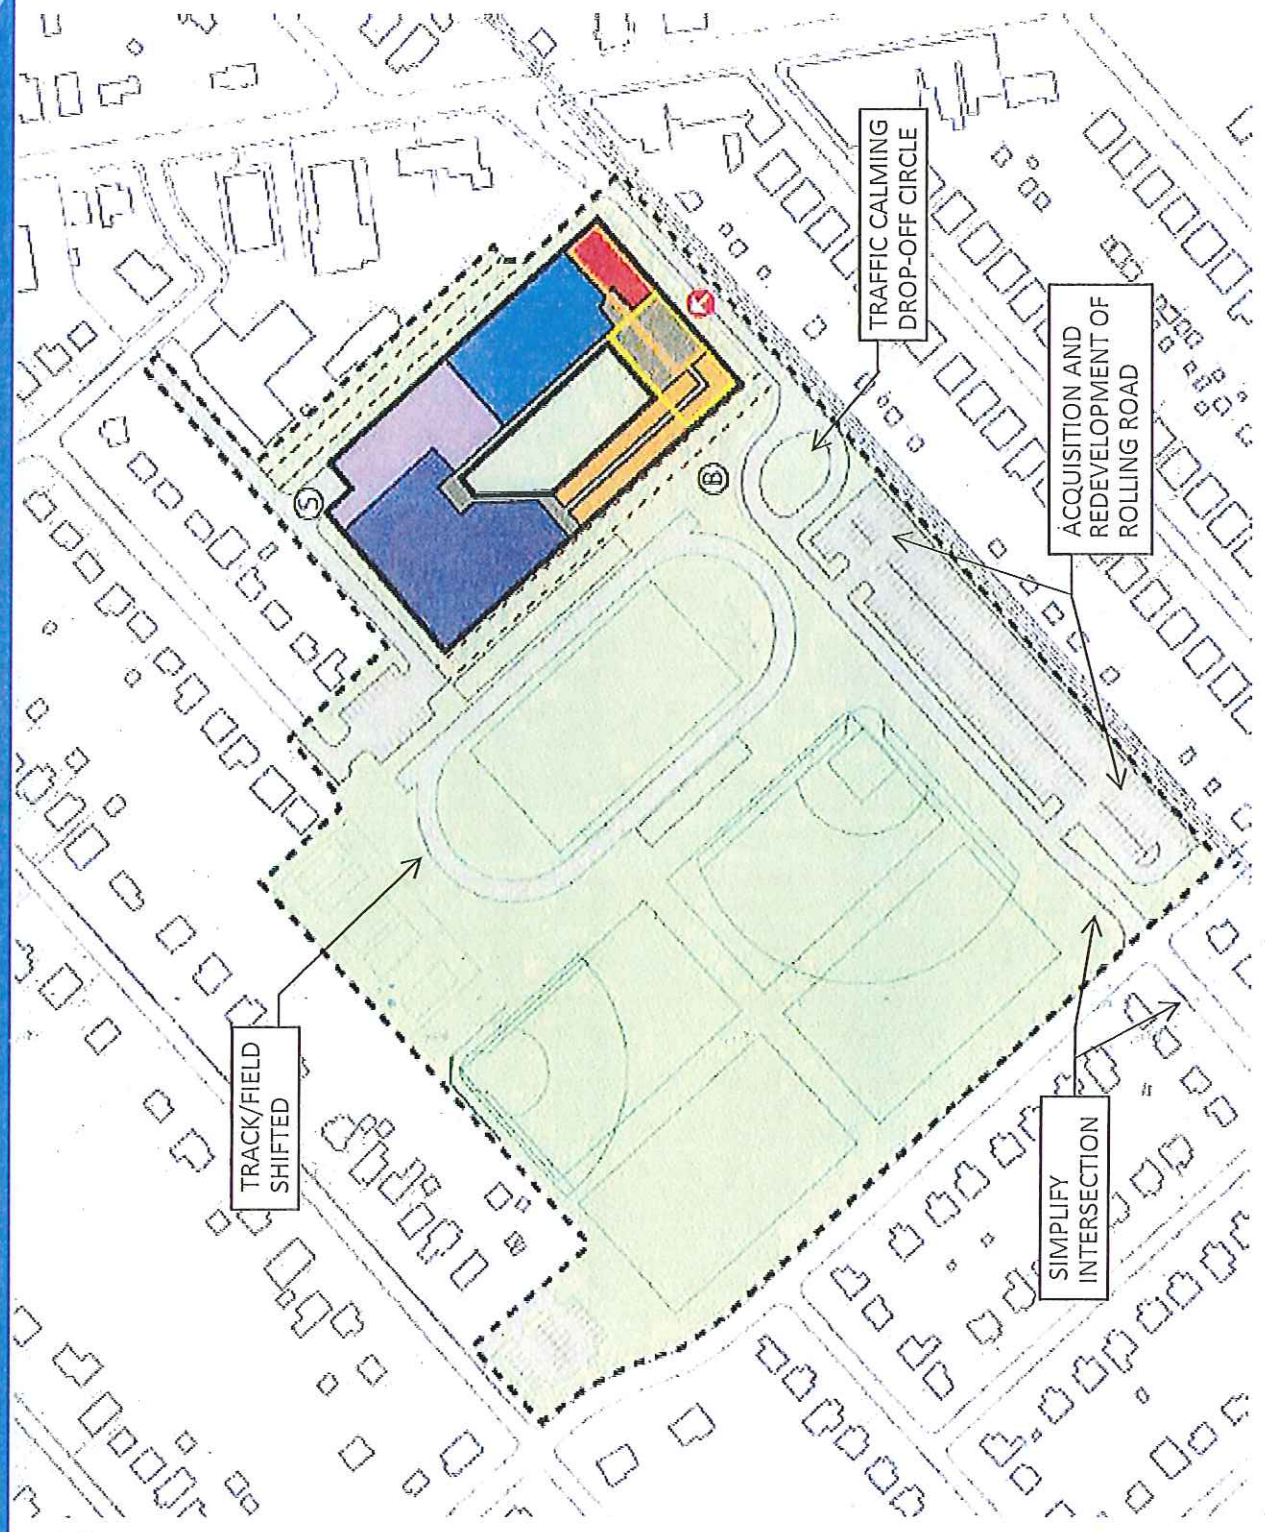 TRACK/FIELD
SHIFTED
SIMPLIFY
INTERSECTION
TRAFFIC CALMING
DROP-OFF CIRCLE
ACQUISITION AND
REDEVELOPMENT OF
ROLLING ROAD
S
B